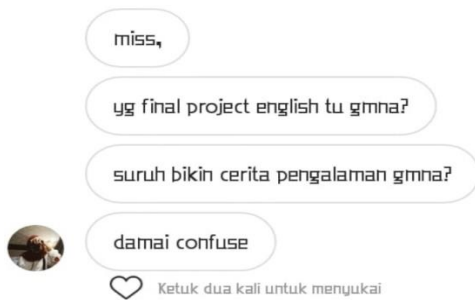 miss,
yg final project english tu gmna?
suruh bikin cerita pengalaman gmna?
damai confuse
Ketuk dua kali untuk menyukai